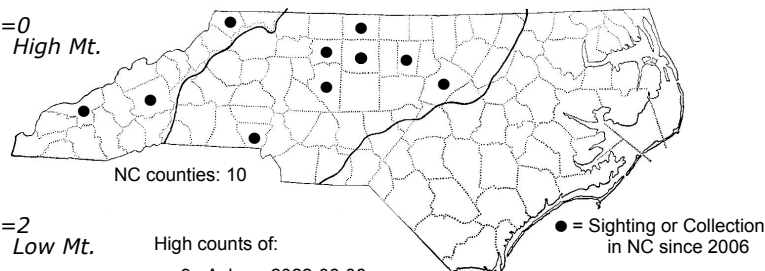 =0
High Mt.
NC counties: 10
=2
Low Mt.
High counts of:
● = Sighting or Collection
in NC since 2006